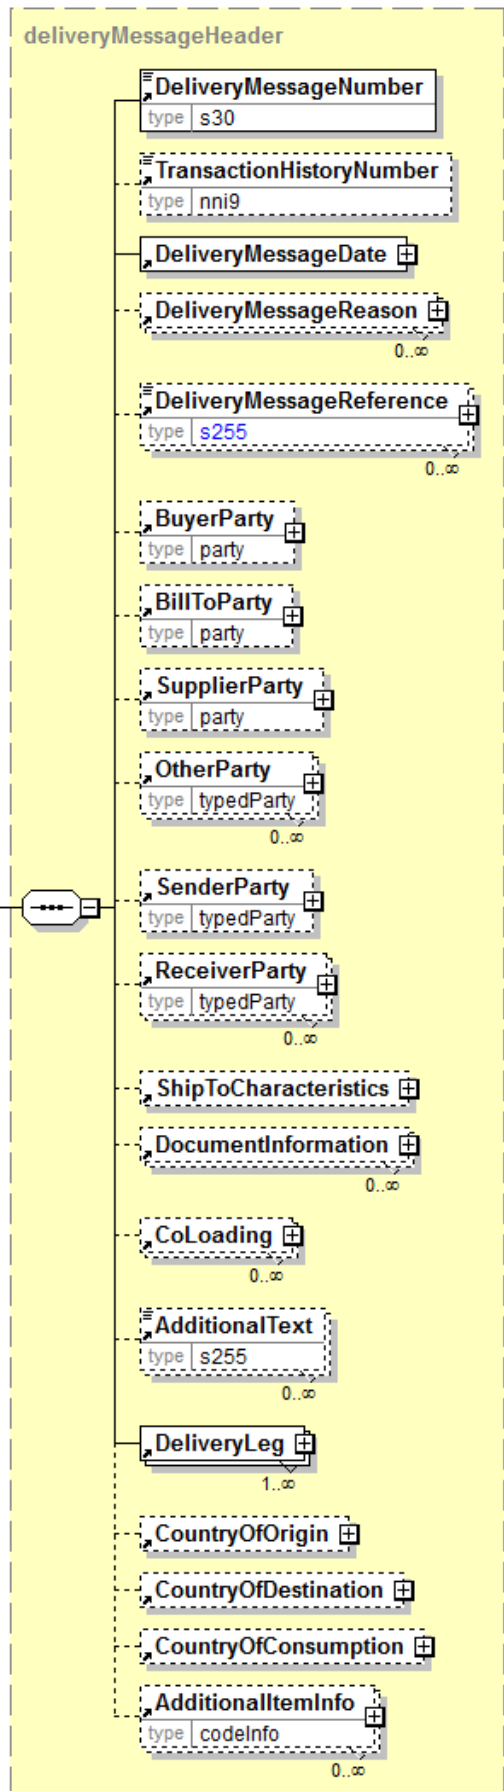 deliveryMessageHeader
DeliveryMessageNumber
type s30
TransactionHistoryNumber
type nni9
DeliveryMessageDate
DeliveryMessageReason
0..∞
DeliveryMessageReference
type s255
0..∞
BuyerParty
type party
BillToParty
type party
SupplierParty
type party
OtherParty
type typedParty
0..∞
SenderParty
type typedParty
ReceiverParty
type typedParty
0..∞
ShipToCharacteristics
DocumentInformation
0..∞
CoLoading
0..∞
AdditionalText
type s255
0..∞
DeliveryLeg
1..∞
CountryOfOrigin
CountryOfDestination
CountryOfConsumption
AdditionalItemInfo
type codeInfo
0..∞